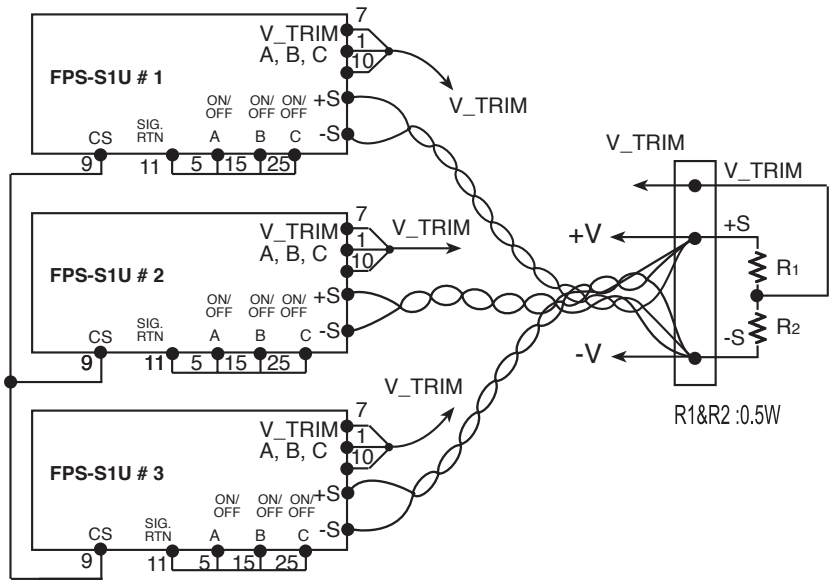 7
V_TRIM
1
A, B, C
10
FPS-S1U # 1
V_TRIM
ON/ OFF ON/ OFF ON/ OFF
+S
SIG. RTN
CS
A B C
-S
9 11 5 15 25
V_TRIM
V_TRIM
7
V_TRIM
V_TRIM
1
A, B, C
10
+V
+S
FPS-S1U # 2
R1
ON/ OFF ON/ OFF ON/ OFF
+S
SIG. RTN
CS
A B C
-S
9 11 5 15 25
R2
-S
-V
R1&R2 :0.5W
7
V_TRIM
V_TRIM
1
A, B, C
10
FPS-S1U # 3
ON/ OFF ON/ OFF ON/ OFF
+S
SIG. RTN
CS
A B C
-S
9 11 5 15 25